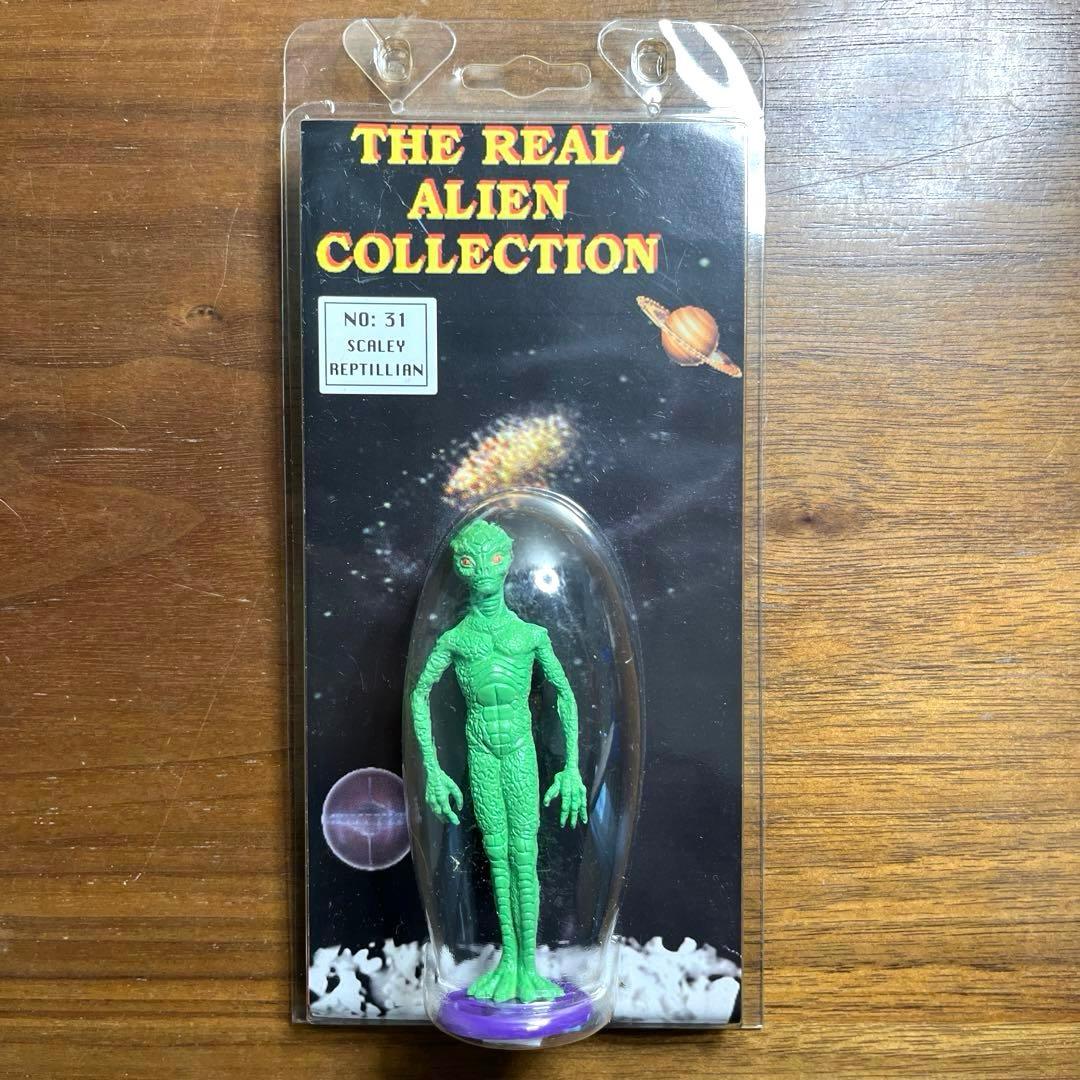 THE REAL
ALIEN
COLLECTION
NO: 31
SCALEY
REPTILLIAN